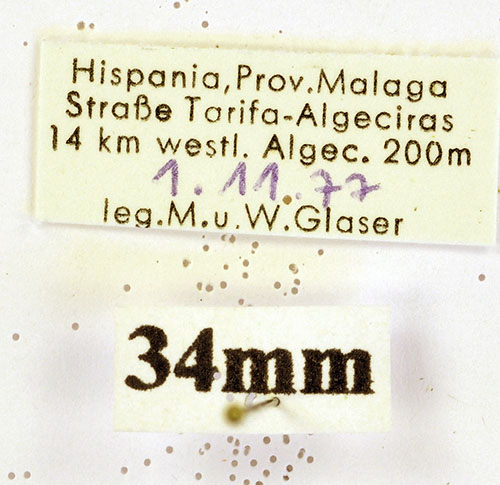 Hispania,Prov.Malaga
Straße Tarifa-Algeciras
14 km westl. Algec. 200m
1.11.77
leg.M.u.W.Glaser
34mm